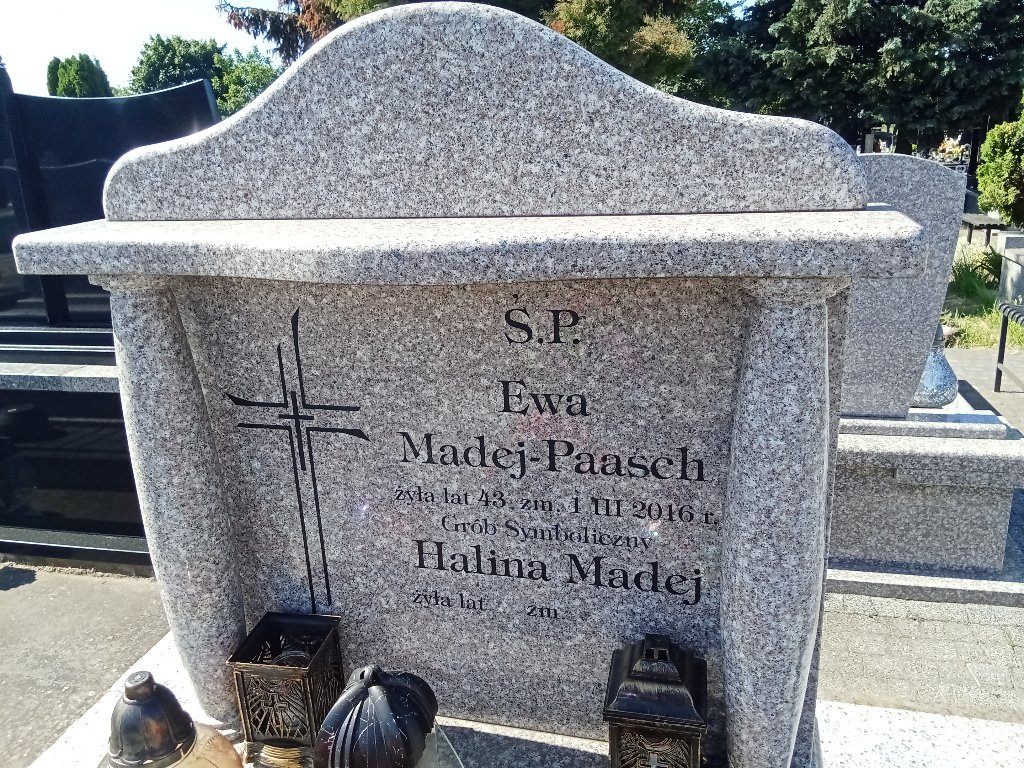 Ś.P.
Ewa
Madej-Paasch
żyła lat 43. zm. 1 III 2016 r.
Grób Symboliczny
Halina Madej
żyła lat zm